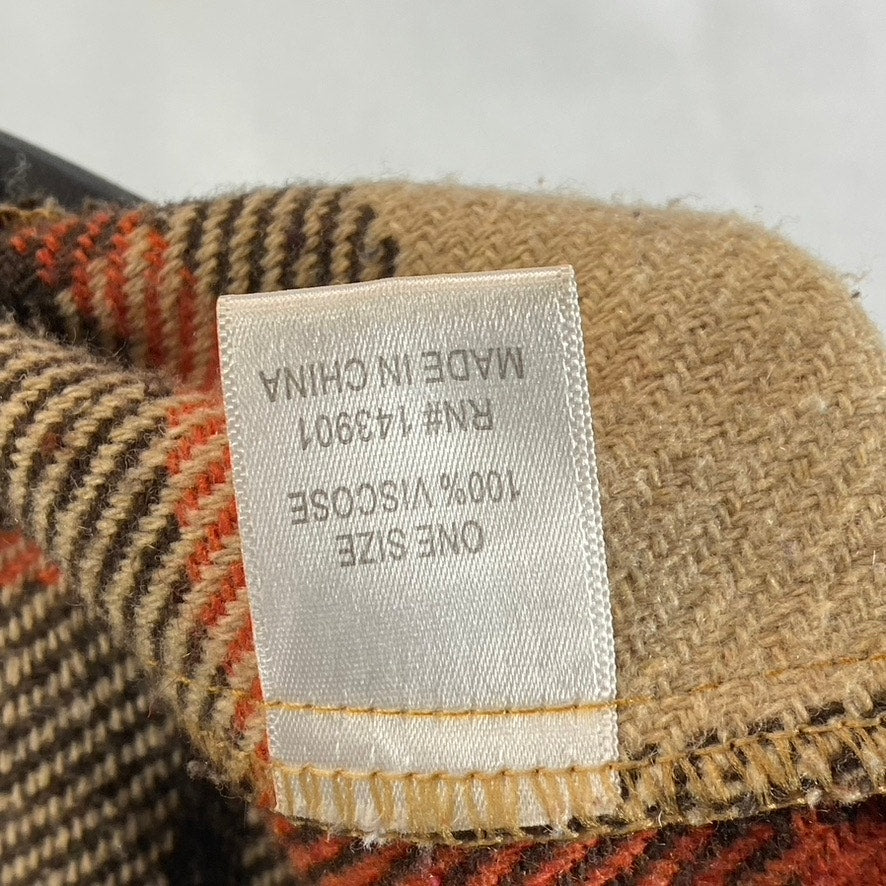 ONE SIZE
100% VISCOSE
RN# 143901
MADE IN CHINA